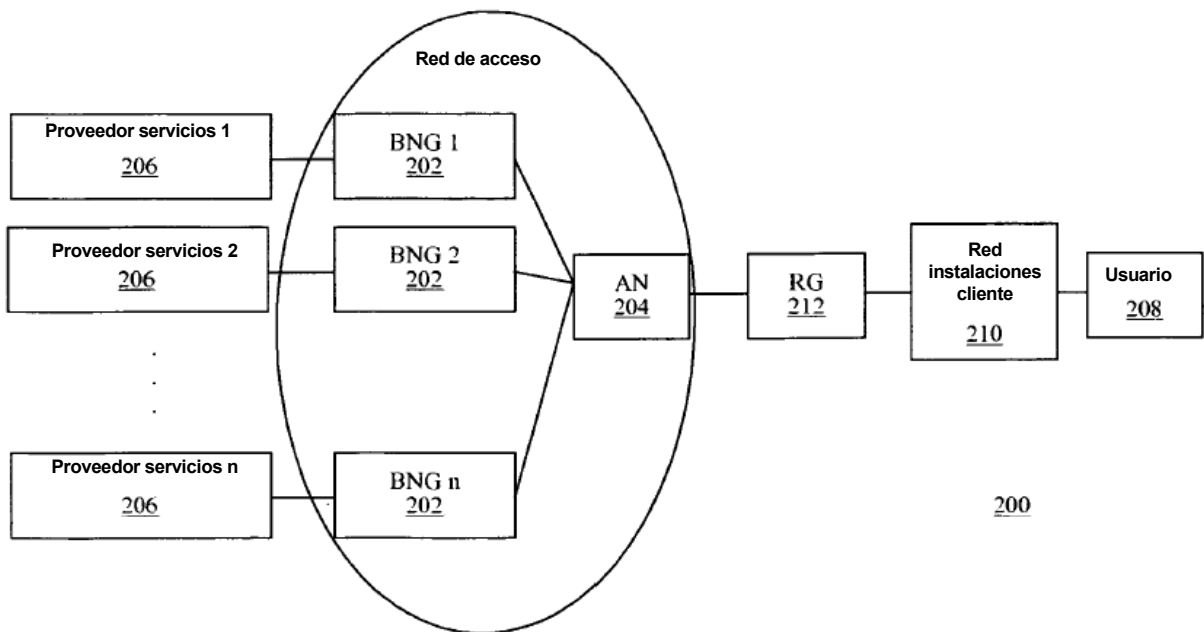 Red de acceso
Proveedor servicios 1
206
BNG 1
202
Proveedor servicios 2
206
BNG 2
202
AN
204
RG
212
Red
instalaciones
cliente
210
Usuario
208
Proveedor servicios n
206
BNG n
202
200